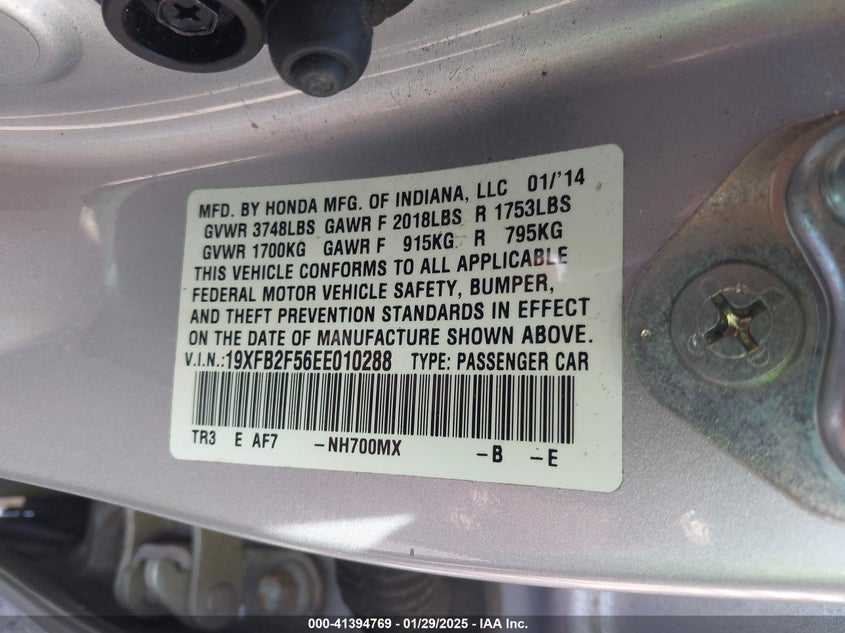 MFD. BY HONDA MFG. OF INDIANA, LLC 01/'14
GVWR 3748LBS GAWR F 2018LBS R 1753LBS
GVWR 1700KG GAWR F 915KG R 795KG
THIS VEHICLE CONFORMS TO ALL APPLICABLE
FEDERAL MOTOR VEHICLE SAFETY, BUMPER,
AND THEFT PREVENTION STANDARDS IN EFFECT
ON THE DATE OF MANUFACTURE SHOWN ABOVE.
V.I.N.:19XFB2F56EE010288 TYPE: PASSENGER CAR
TR3 E AF7 -NH700MX -B -E
000-41394769 — 01/29/2025 - IAA Inc.